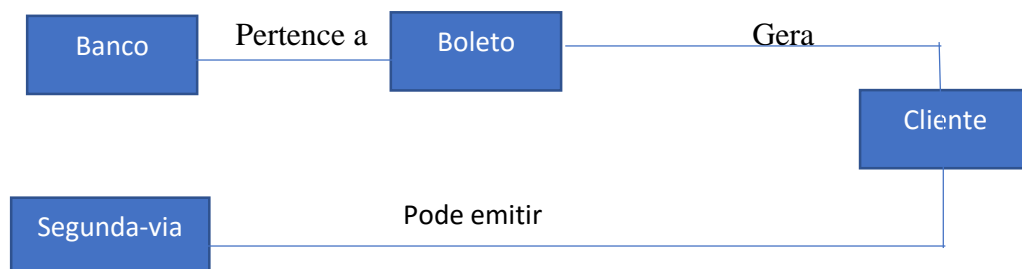 Banco
Pertence a
Boleto
Gera
Cliente
Segunda-via
Pode emitir